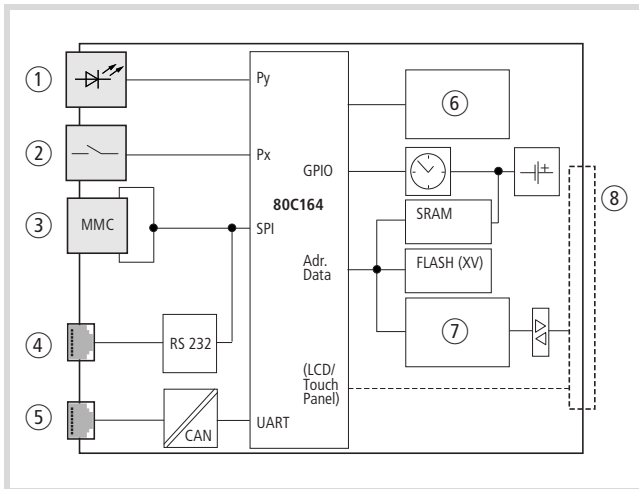 1
Py
6
2
Px
GPIO
8
80C164
3
MMC
SPI
SRAM
Adr.
Data
FLASH (XV)
4
RS 232
7
(LCD/
Touch
Panel)
5
CAN
UART